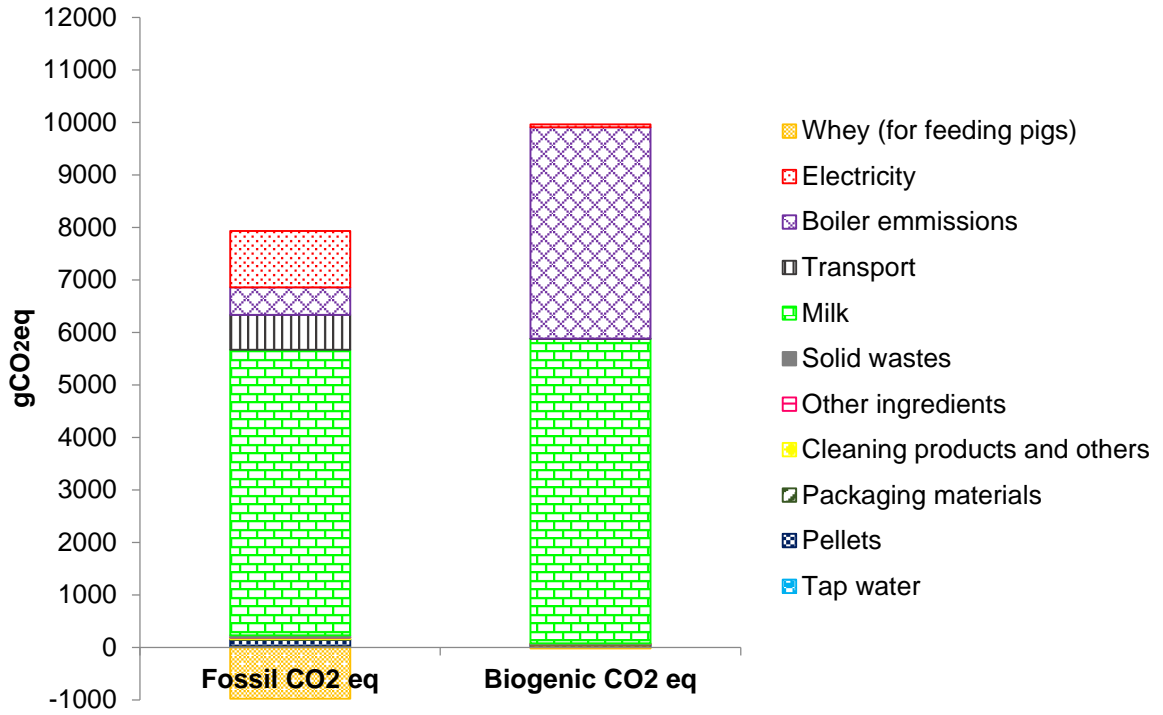 12000
11000
10000
9000
8000
7000
6000
5000
4000
3000
2000
1000
0
-1000
gCO2eq
Fossil CO2 eq
Biogenic CO2 eq
Whey (for feeding pigs)
Electricity
Boiler emmissions
Transport
Milk
Solid wastes
Other ingredients
Cleaning products and others
Packaging materials
Pellets
Tap water